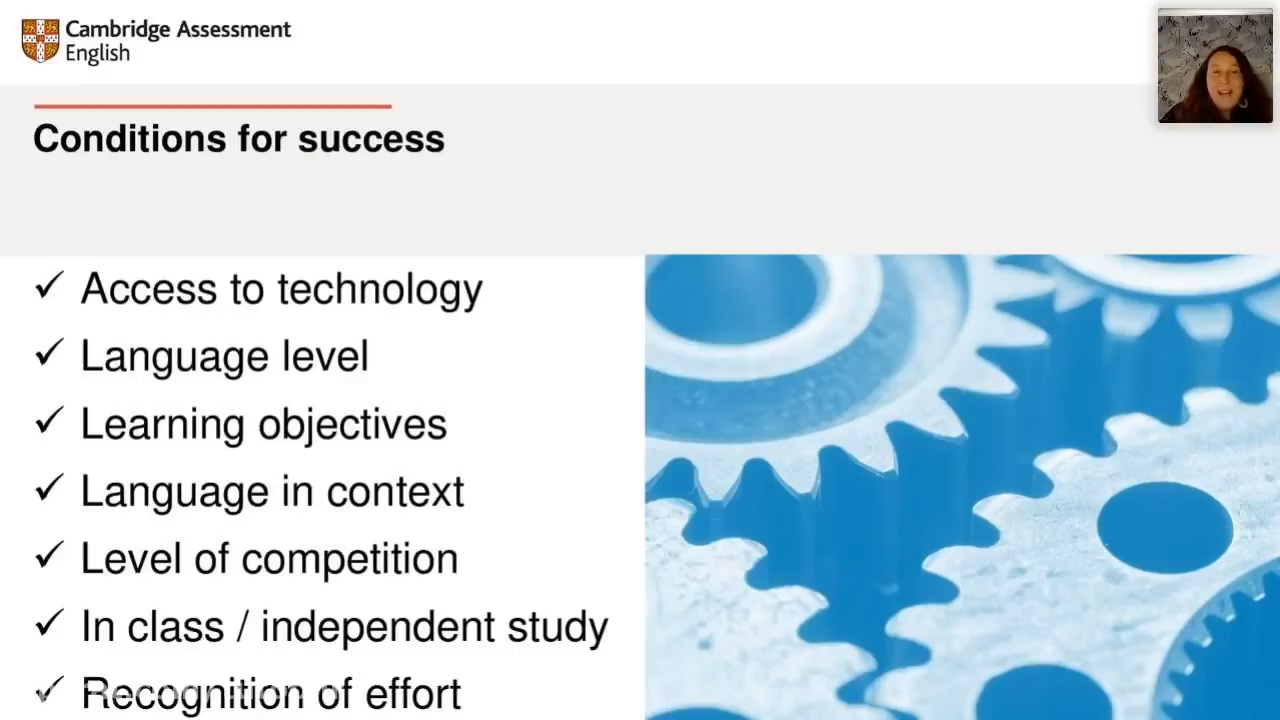 Cambridge Assessment
English
Conditions for success
✓ Access to technology
✓ Language level
✓ Learning objectives
✓ Language in context
✓ Level of competition
✓ In class / independent study
✓ Recognition of effort